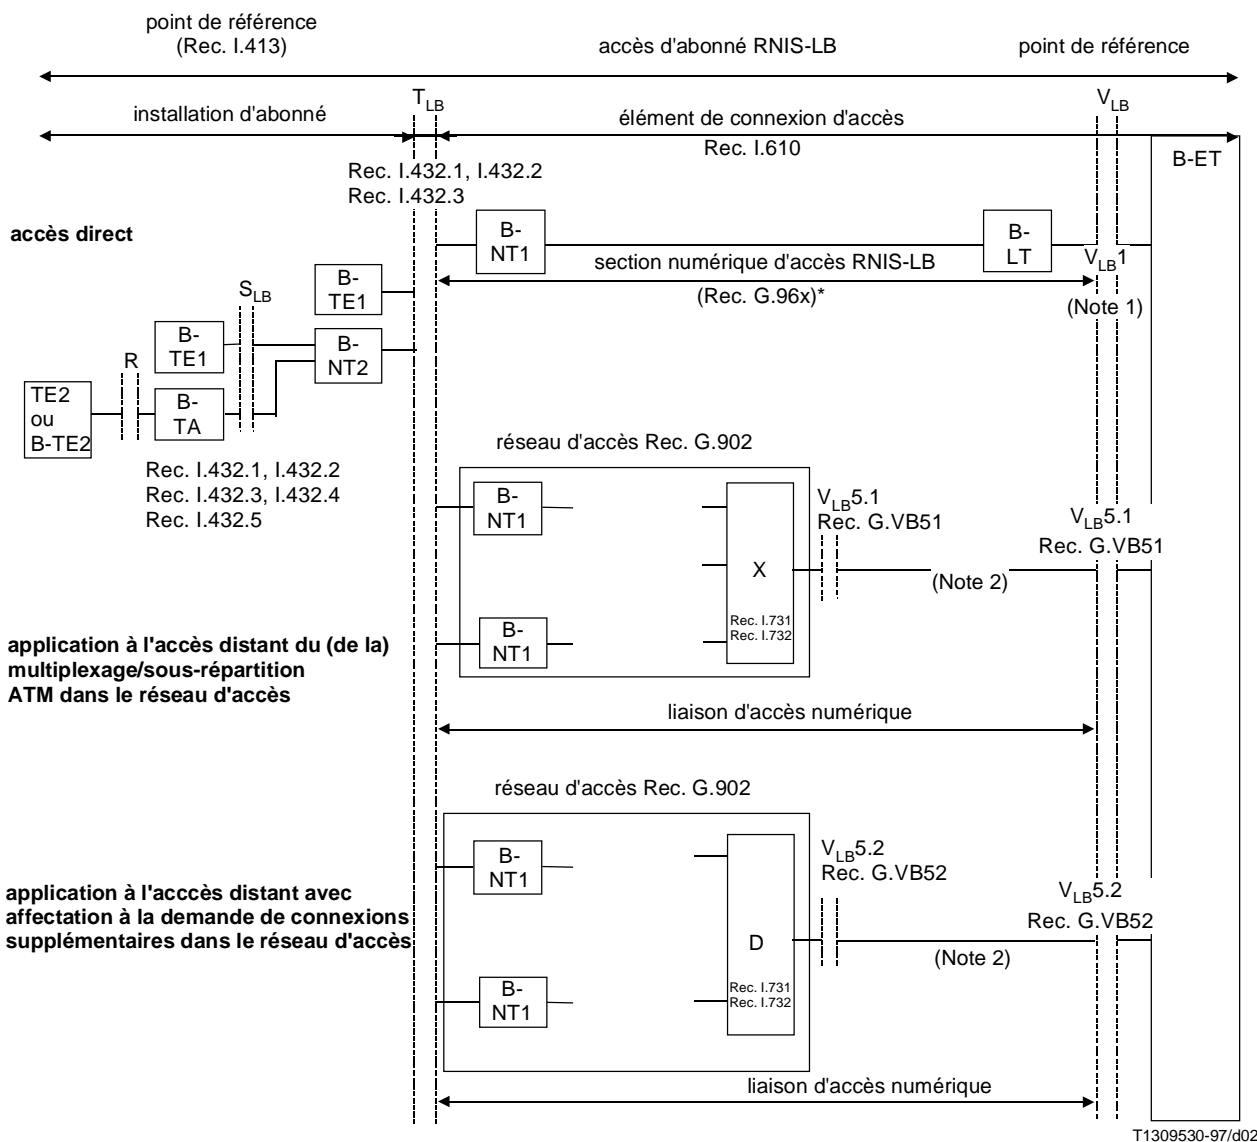 point de référence
(Rec. I.413)
accès d'abonné RNIS-LB
point de référence
installation d'abonné
TLB
élément de connexion d'accès
Rec. I.610
VLB
B-ET
Rec. I.432.1, I.432.2
Rec. I.432.3
accès direct
B-
NT1
B-
LT
section numérique d'accès RNIS-LB
(Rec. G.96x)*
VLB1
(Note 1)
B-
TE1
SLB
B-
TE1
B-
NT2
R
TE2
ou
B-TE2
B-
TA
Rec. I.432.1, I.432.2
Rec. I.432.3, I.432.4
Rec. I.432.5
réseau d'accès Rec. G.902
B-
NT1
VLB5.1
Rec. G.VB51
VLB5.1
Rec. G.VB51
X
(Note 2)
Rec. I.731
Rec. I.732
B-
NT1
application à l'accès distant du (de la)
multiplexage/sous-répartition
ATM dans le réseau d'accès
liaison d'accès numérique
réseau d'accès Rec. G.902
B-
NT1
VLB5.2
Rec. G.VB52
VLB5.2
Rec. G.VB52
application à l'acccès distant avec
affectation à la demande de connexions
supplémentaires dans le réseau d'accès
D
(Note 2)
Rec. I.731
Rec. I.732
B-
NT1
liaison d'accès numérique
T1309530-97/d02